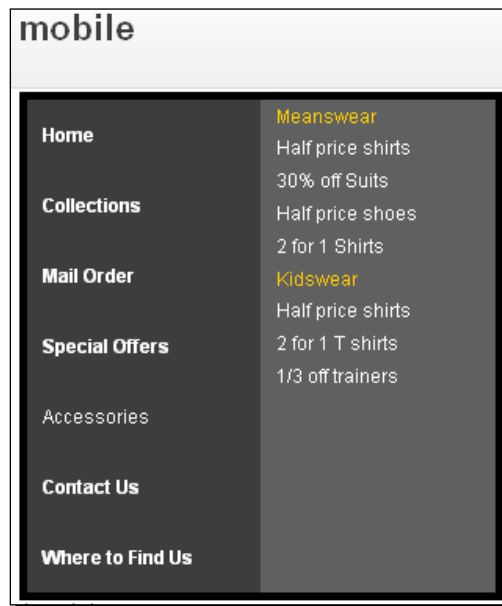 mobile
Home
Collections
Mail Order
Special Offers
Accessories
Contact Us
Where to Find Us
Meanswear
Half price shirts
30% off Suits
Half price shoes
2 for 1 Shirts
Kidswear
Half price shirts
2 for 1 T shirts
1/3 off trainers